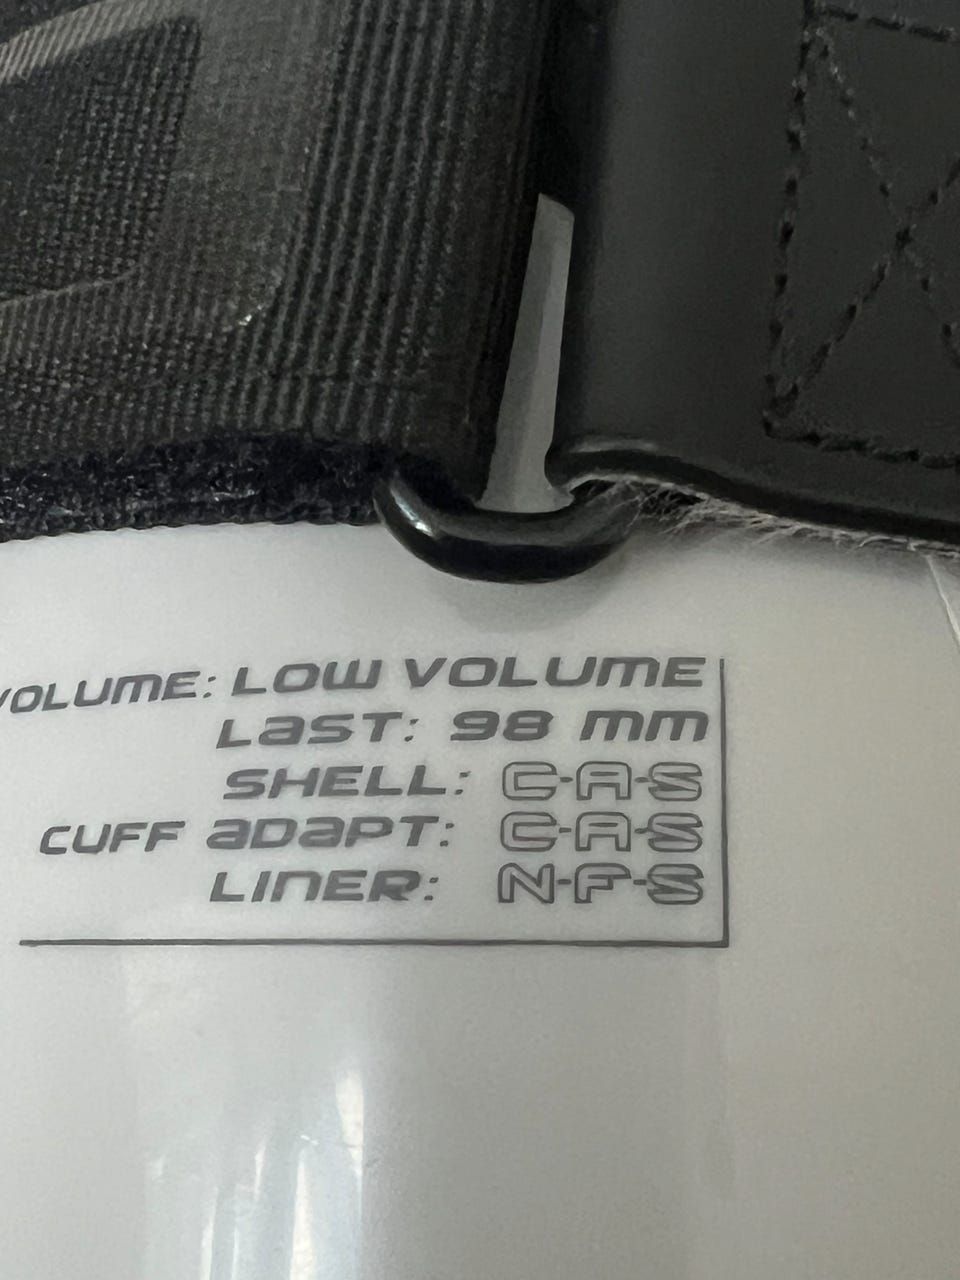 VOLUME: LOW VOLUME
LAST: 98 mm
SHELL: C-A-S
CUFF ADAPT: C-A-S
LINER: N-F-S